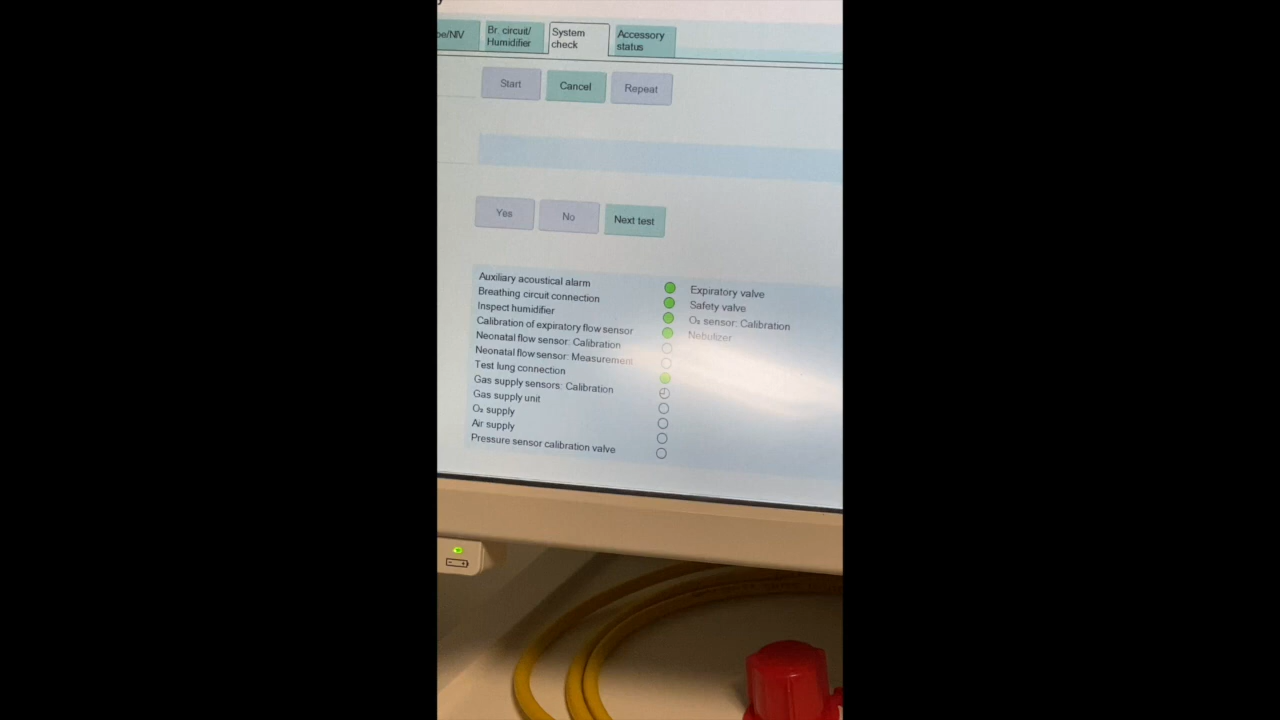 Br. circuit/
Humidifier
System
check
Accessory
status
Start
Cancel
Repeat
Yes
No
Next test
Auxiliary acoustical alarm
Breathing circuit connection
Inspect humidifier
Calibration of expiratory flow sensor
Neonatal flow sensor: Calibration
Neonatal flow sensor: Measurement
Test lung connection
Gas supply sensors: Calibration
Gas supply unit
O₂ supply
Air supply
Pressure sensor calibration valve
Expiratory valve
Safety valve
O₂ sensor: Calibration
Nebulizer